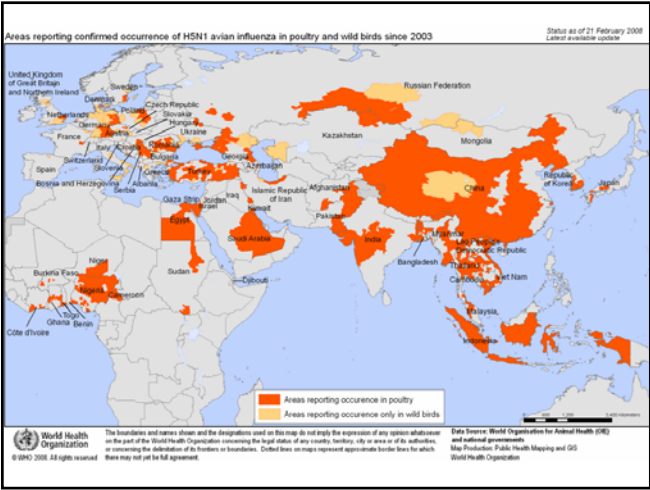 Areas reporting confirmed occurrence of H5N1 avian influenza in poultry and wild birds since 2003
Status as of 21 February 2008
Latest available update
United Kingdom
of Great Britain
and Northern Ireland
Sweden
Denmark
Netherlands
Germany
Poland
Czech Republic
Slovakia
Hungary
Ukraine
Austria
France
Italy
Croatia
Romania
Bulgaria
Switzerland
Slovenia
Spain
Bosnia and Herzegovina
Serbia
Albania
Greece
Turkey
Georgia
Azerbaijan
Russian Federation
Kazakhstan
Mongolia
China
Republic
of Korea
Japan
Gaza Strip
Israel
Jordan
Iraq
Kuwait
Islamic Republic
of Iran
Afghanistan
Pakistan
Egypt
Saudi Arabia
India
Bangladesh
Myanmar
Lao People's
Democratic Republic
Thailand
Cambodia
Viet Nam
Malaysia
Indonesia
Sudan
Djibouti
Niger
Burkina Faso
Nigeria
Cameroon
Togo
Ghana
Benin
Côte d'Ivoire
Areas reporting occurence in poultry
Areas reporting occurence only in wild birds
World Health
Organization
© WHO 2008. All rights reserved
The boundaries and names shown and the designations used on this map do not imply the expression of any opinion whatsoever
on the part of the World Health Organization concerning the legal status of any country, territory, city or area or of its authorities,
or concerning the delimitation of its frontiers or boundaries. Dotted lines on maps represent approximate border lines for which
there may not yet be full agreement.
Data Source: World Organisation for Animal Health (OIE)
and national governments
Map Production: Public Health Mapping and GIS
World Health Organization